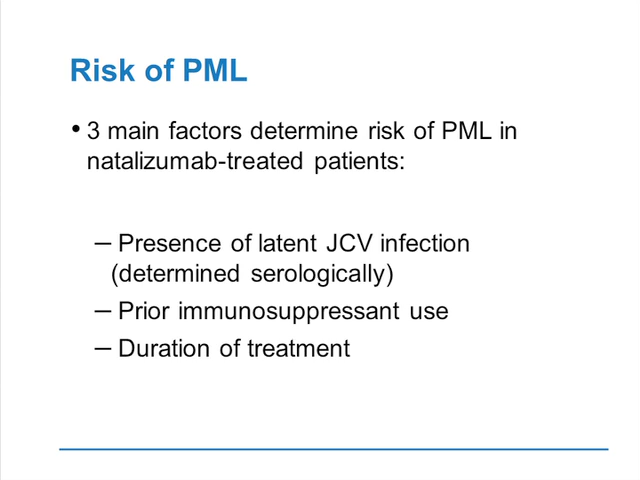 Risk of PML
• 3 main factors determine risk of PML in
natalizumab-treated patients:
– Presence of latent JCV infection
(determined serologically)
– Prior immunosuppressant use
– Duration of treatment